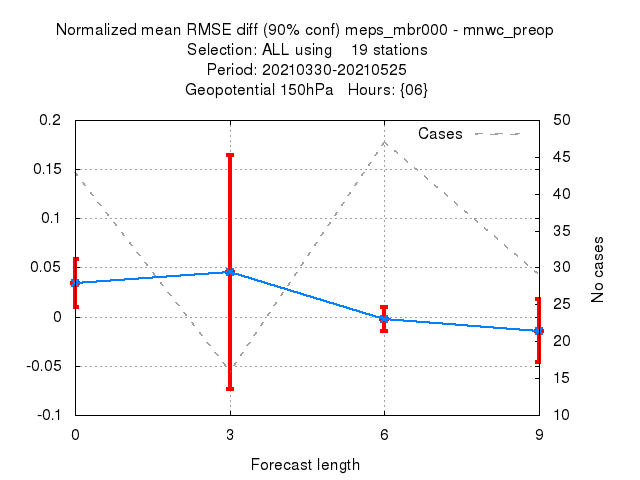 Normalized mean RMSE diff (90% conf) meps_mbr000 - mnwc_preop
Selection: ALL using    19 stations
Period: 20210330-20210525
Geopotential 150hPa   Hours: {06}
Cases
0.2
0.15
0.1
0.05
0
-0.05
-0.1
50
45
40
35
30
25
20
15
10
No cases
0 3 6 9
Forecast length